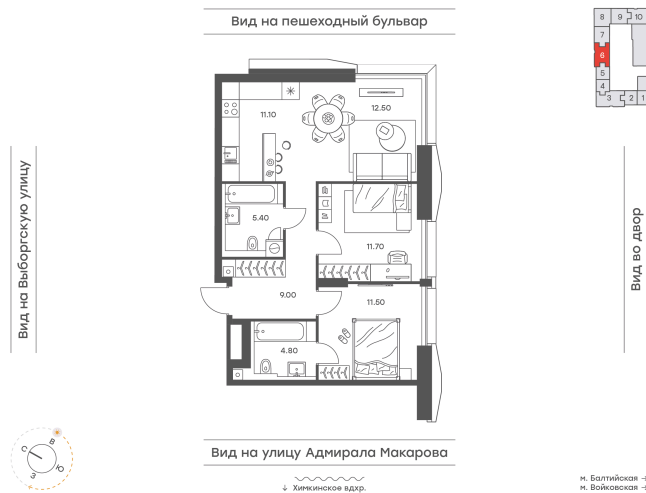 Вид на пешеходный бульвар
8 9 10
7
6
5
4
3 2 1
11.10
12.50
5.40
11.70
9.00
11.50
4.80
Вид на Выборгскую улицу
Вид во двор
Вид на улицу Адмирала Макарова
↓ Химкинское вдхр.
С В
З Ю
м. Балтийская
м. Войковская